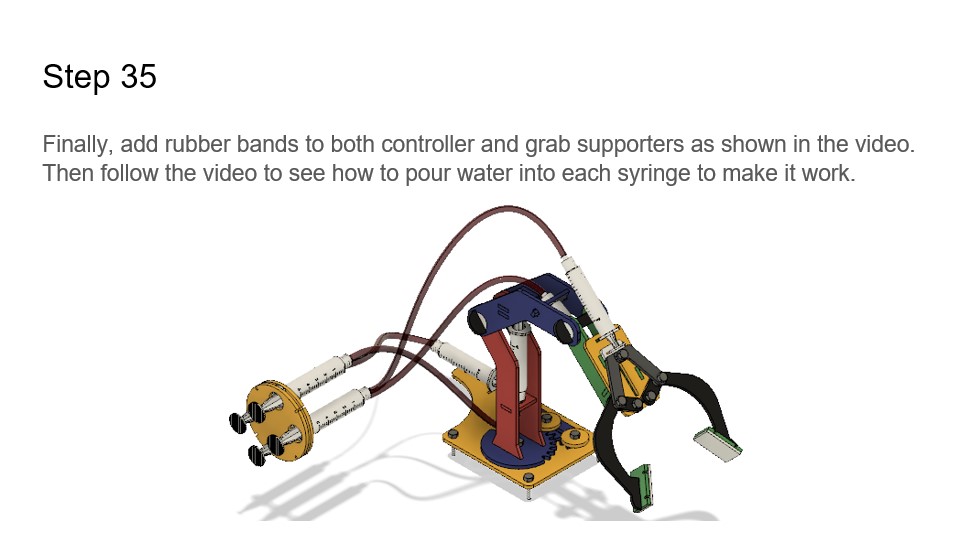 Step 35
Finally, add rubber bands to both controller and grab supporters as shown in the video.
Then follow the video to see how to pour water into each syringe to make it work.